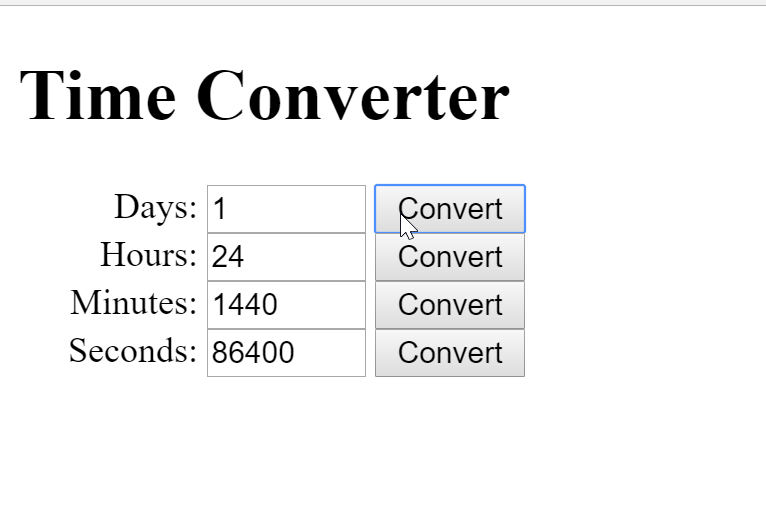 Time Converter
Days: 1 Convert
Hours: 24 Convert
Minutes: 1440 Convert
Seconds: 86400 Convert